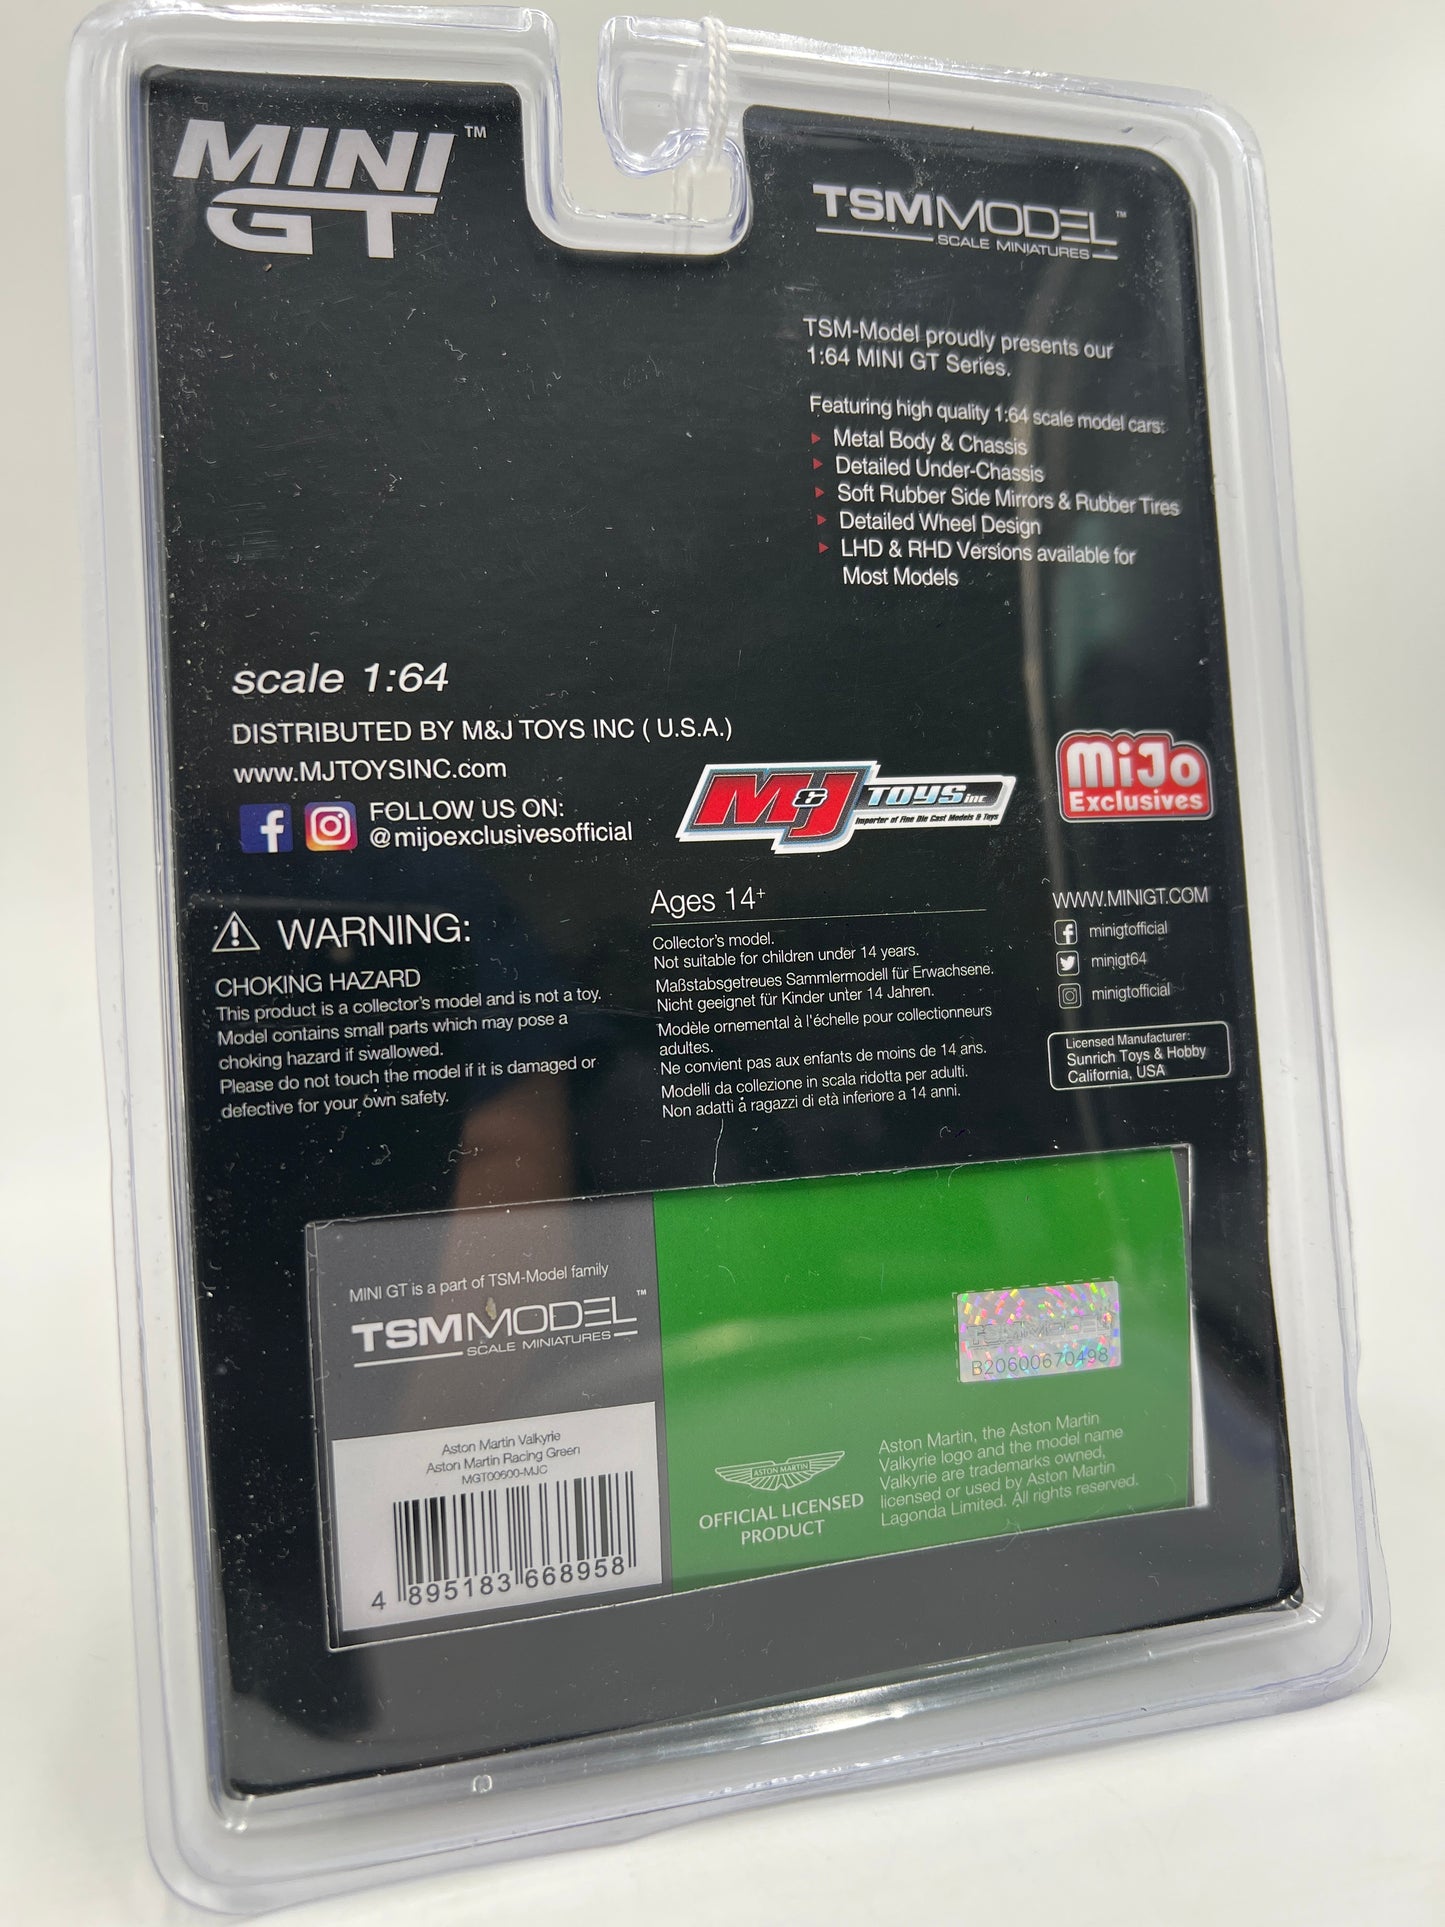 MINI GT™
TSMMODEL™
SCALE MINIATURES
TSM-Model proudly presents our
1:64 MINI GT Series.
Featuring high quality 1:64 scale model cars:
Metal Body & Chassis
Detailed Under-Chassis
Soft Rubber Side Mirrors & Rubber Tires
Detailed Wheel Design
LHD & RHD Versions available for
Most Models
scale 1:64
DISTRIBUTED BY M&J TOYS INC ( U.S.A.)
www.MJTOYSINC.com
FOLLOW US ON:
@mijoexclusivesofficial
M&J TOYS inc
Importer of Fine Die Cast Models & Toys
MiJo
Exclusives
WARNING:
CHOKING HAZARD
This product is a collector's model and is not a toy.
Model contains small parts which may pose a
choking hazard if swallowed.
Please do not touch the model if it is damaged or
defective for your own safety.
Ages 14+
Collector's model.
Not suitable for children under 14 years.
Maßstabsgetreues Sammlermodell für Erwachsene.
Nicht geeignet für Kinder unter 14 Jahren.
Modèle ornemental à l'échelle pour collectionneurs
adultes.
Ne convient pas aux enfants de moins de 14 ans.
Modelli da collezione in scala ridotta per adulti.
Non adatti á ragazzi di età inferiore a 14 anni.
WWW.MINIGT.COM
minigtofficial
minigt64
minigtofficial
Licensed Manufacturer:
Sunrich Toys & Hobby
California, USA
MINI GT is a part of TSM-Model family
TSMMODEL™
SCALE MINIATURES
Aston Martin Valkyrie
Aston Martin Racing Green
MGT00600-MJC
4 895183 668958
TSM MODEL
B20600670498
ASTON MARTIN
OFFICIAL LICENSED
PRODUCT
Aston Martin, the Aston Martin
Valkyrie logo and the model name
Valkyrie are trademarks owned,
licensed or used by Aston Martin
Lagonda Limited. All rights reserved.